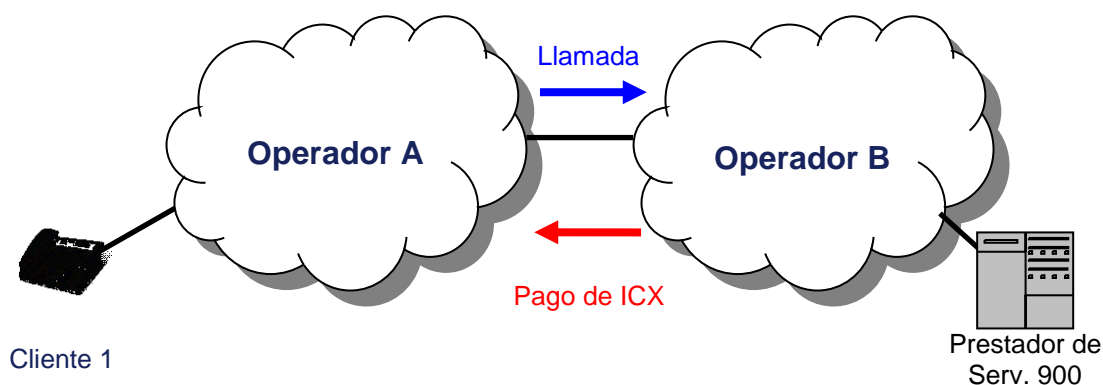 Llamada
Operador A
Operador B
Pago de ICX
Cliente 1
Prestador de
Serv. 900